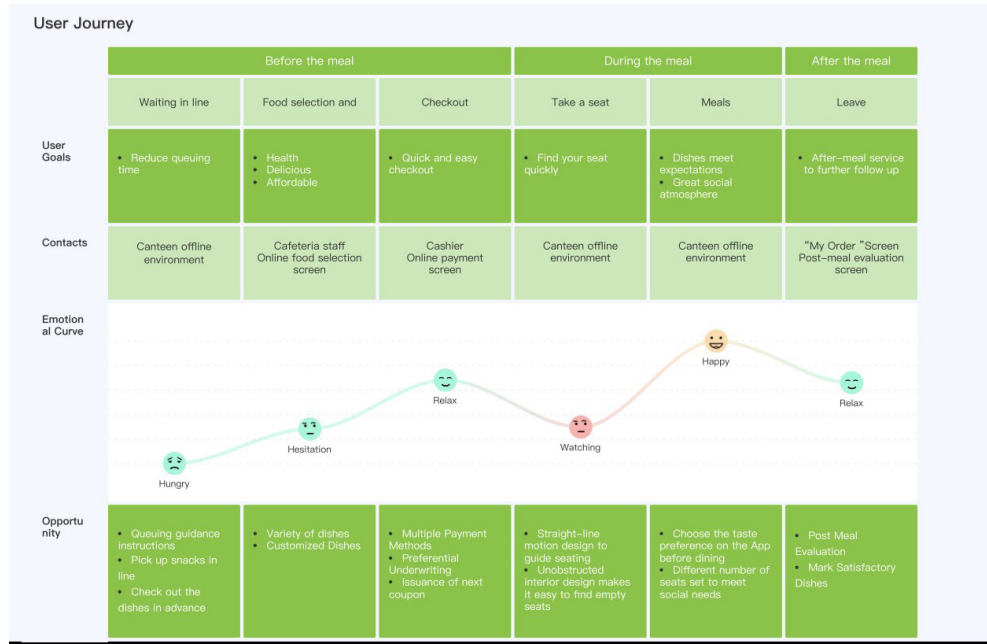 User Journey
Before the meal
During the meal
After the meal
Waiting in line
Food selection and
Checkout
Take a seat
Meals
Leave
User
Goals
• Reduce queuing
time
• Health
• Delicious
• Affordable
• Quick and easy
checkout
• Find your seat
quickly
• Dishes meet
expectations
• Great social
atmosphere
• After-meal service
to further follow up
Contacts
Canteen offline
environment
Cafeteria staff
Online food selection
screen
Cashier
Online payment
screen
Canteen offline
environment
Canteen offline
environment
"My Order "Screen
Post-meal evaluation
screen
Emotion
al Curve
Hungry
Hesitation
Relax
Watching
Happy
Relax
Opportu
nity
• Queuing guidance
instructions
• Pick up snacks in
line
• Check out the
dishes in advance
• Variety of dishes
• Customized Dishes
• Multiple Payment
Methods
• Preferential
Underwriting
• Issuance of next
coupon
• Straight-line
motion design to
guide seating
• Unobstructed
interior design makes
it easy to find empty
seats
• Choose the taste
preference on the App
before dining
• Different number of
seats set to meet
social needs
• Post Meal
Evaluation
• Mark Satisfactory
Dishes